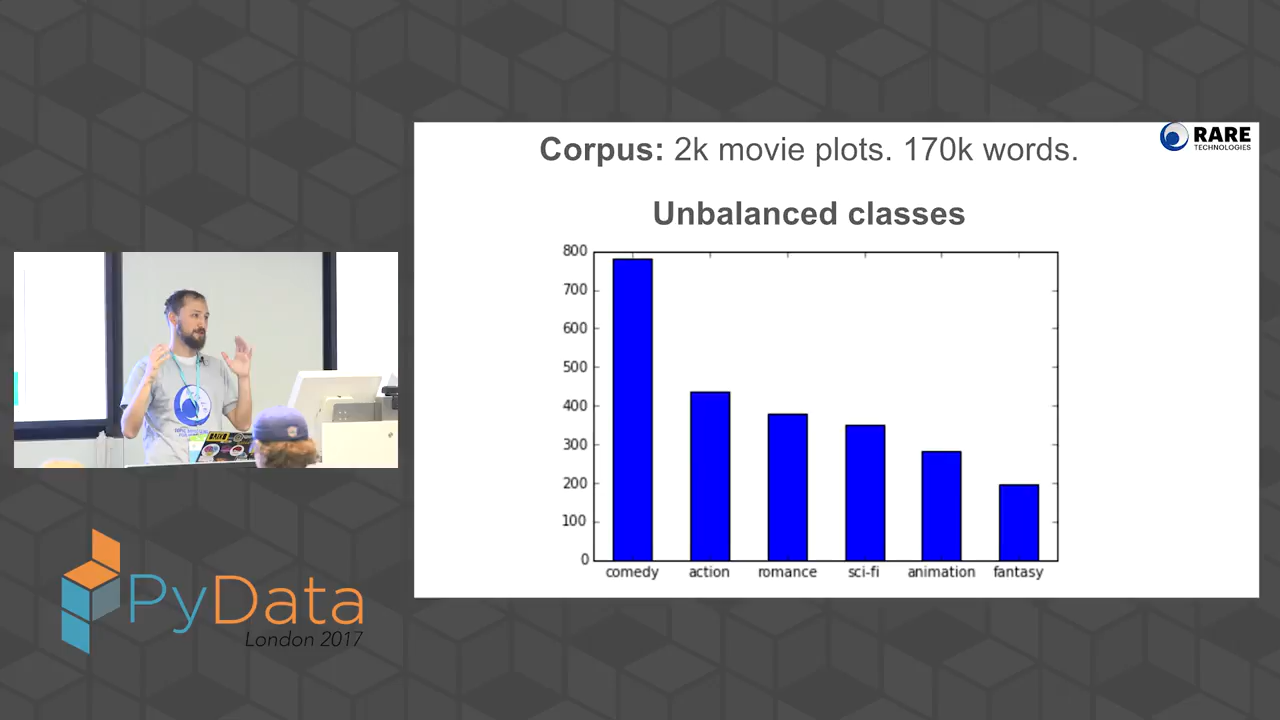 Corpus: 2k movie plots. 170k words.
RARE
TECHNOLOGIES
Unbalanced classes
800
700
600
500
400
300
200
100
0
comedy action romance sci-fi animation fantasy
PyData
London 2017